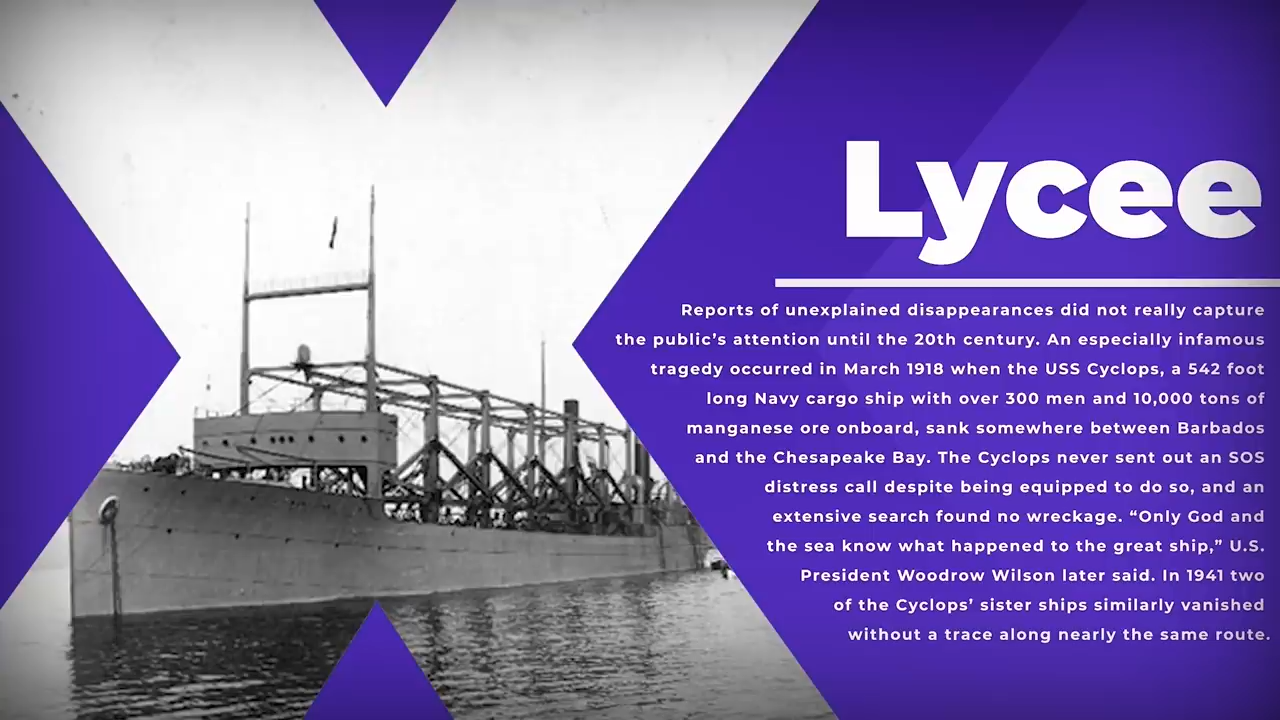 Lycee
Reports of unexplained disappearances did not really capture
the public’s attention until the 20th century. An especially infamous
tragedy occurred in March 1918 when the USS Cyclops, a 542 foot
long Navy cargo ship with over 300 men and 10,000 tons of
manganese ore onboard, sank somewhere between Barbados
and the Chesapeake Bay. The Cyclops never sent out an SOS
distress call despite being equipped to do so, and an
extensive search found no wreckage. “Only God and
the sea know what happened to the great ship,” U.S.
President Woodrow Wilson later said. In 1941 two
of the Cyclops’ sister ships similarly vanished
without a trace along nearly the same route.